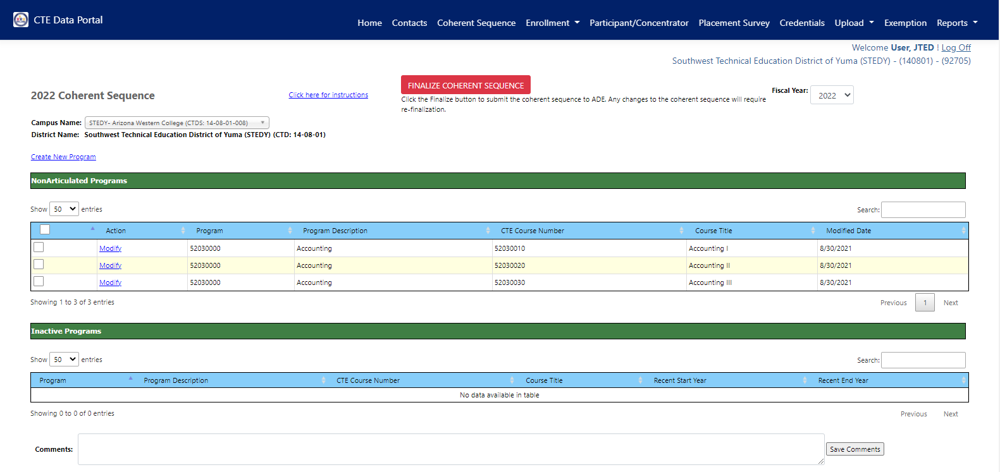 CTE Data Portal
Home Contacts Coherent Sequence Enrollment Participant/Concentrator Placement Survey Credentials Upload Exemption Reports
Welcome User, JTED ! Log Off
Southwest Technical Education District of Yuma (STEDY) - (140801) - (92705)
2022 Coherent Sequence
Click here for instructions
FINALIZE COHERENT SEQUENCE
Click the Finalize button to submit the coherent sequence to ADE. Any changes to the coherent sequence will require
re-finalization.
Fiscal Year: 2022
Campus Name: STEDY- Arizona Western College (CTDS: 14-08-01-008)
District Name: Southwest Technical Education District of Yuma (STEDY) (CTD: 14-08-01)
Create New Program
NonArticulated Programs
Show 50 entries Search:
Action Program Program Description CTE Course Number Course Title Modified Date
Modify 52030000 Accounting 52030010 Accounting I 8/30/2021
Modify 52030000 Accounting 52030020 Accounting II 8/30/2021
Modify 52030000 Accounting 52030030 Accounting III 8/30/2021
Showing 1 to 3 of 3 entries Previous 1 Next
Inactive Programs
Show 50 entries Search:
Program Program Description CTE Course Number Course Title Recent Start Year Recent End Year
No data available in table
Showing 0 to 0 of 0 entries Previous Next
Comments: Save Comments